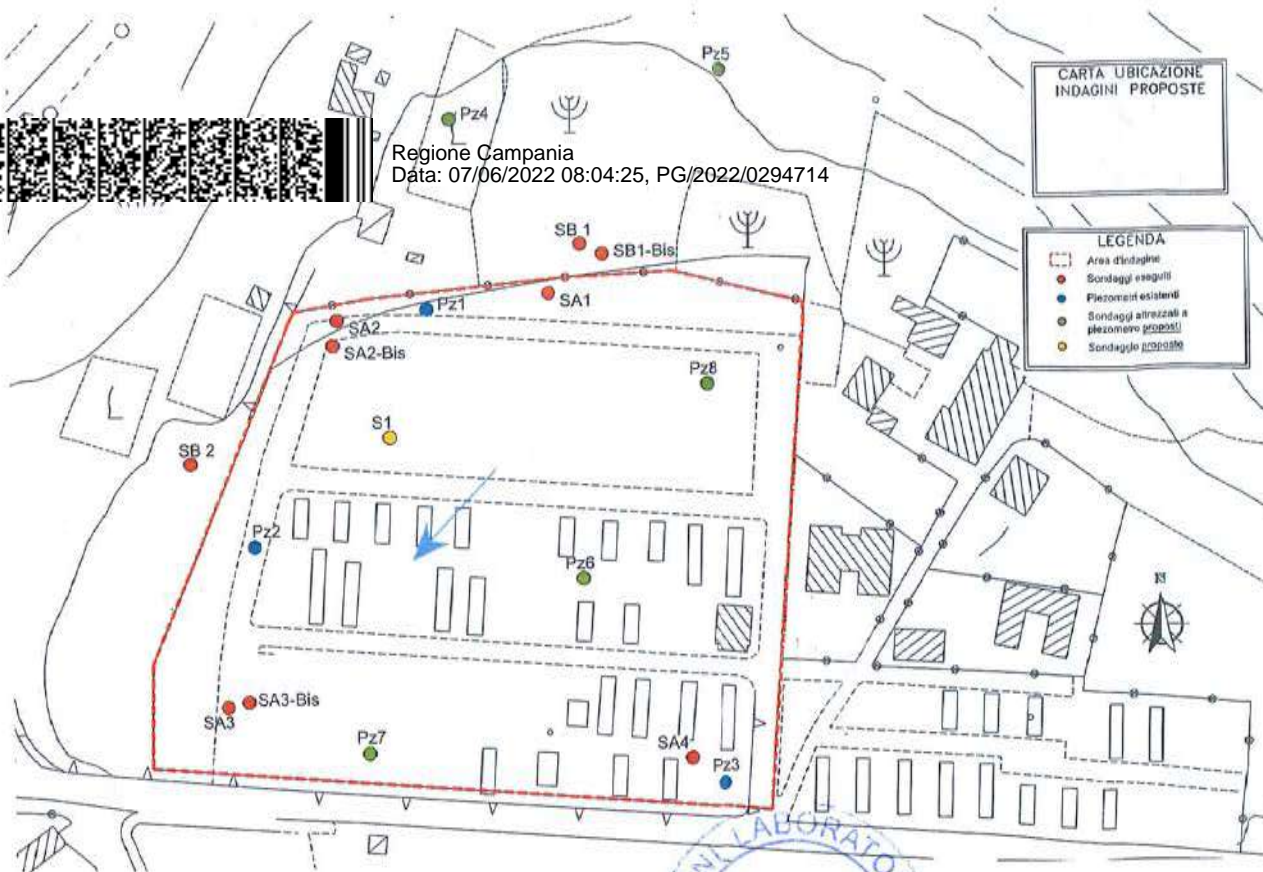 Pz5
CARTA UBICAZIONE
INDAGINI PROPOSTE
Pz4
Regione Campania
Data: 07/06/2022 08:04:25, PG/2022/0294714
SB 1
SB1-Bis
LEGENDA
Area d'indagine
Sondaggi eseguiti
Piezometri esistenti
Sondaggi attrezzati a
piezometro proposti
Sondaggio proposto
SA1
Pz1
SA2
SA2-Bis
Pz8
S1
SB 2
Pz2
Pz6
N
SA3-Bis
SA3
Pz7
SA4
Pz3
NI LABORATO